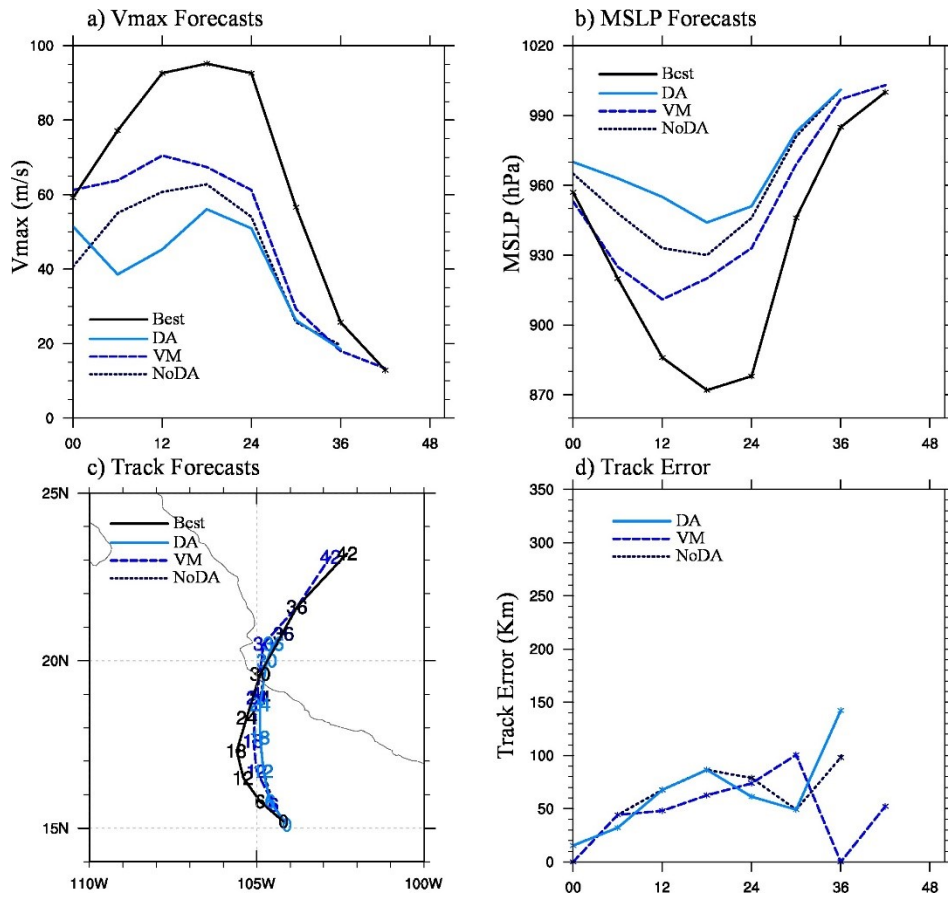 a) Vmax Forecasts
100
80
60
40
20
0
Vmax (m/s)
Best
DA
VM
NoDA
00 12 24 36 48
b) MSLP Forecasts
1020
990
960
930
900
870
MSLP (hPa)
Best
DA
VM
NoDA
00 12 24 36 48
c) Track Forecasts
25N
20N
15N
Best
DA
VM
NoDA
42 42
36
36
30
30
24
24
18
18
12
12
6
0
0
110W 105W 100W
d) Track Error
350
300
250
200
150
100
50
0
Track Error (Km)
DA
VM
NoDA
00 12 24 36 48